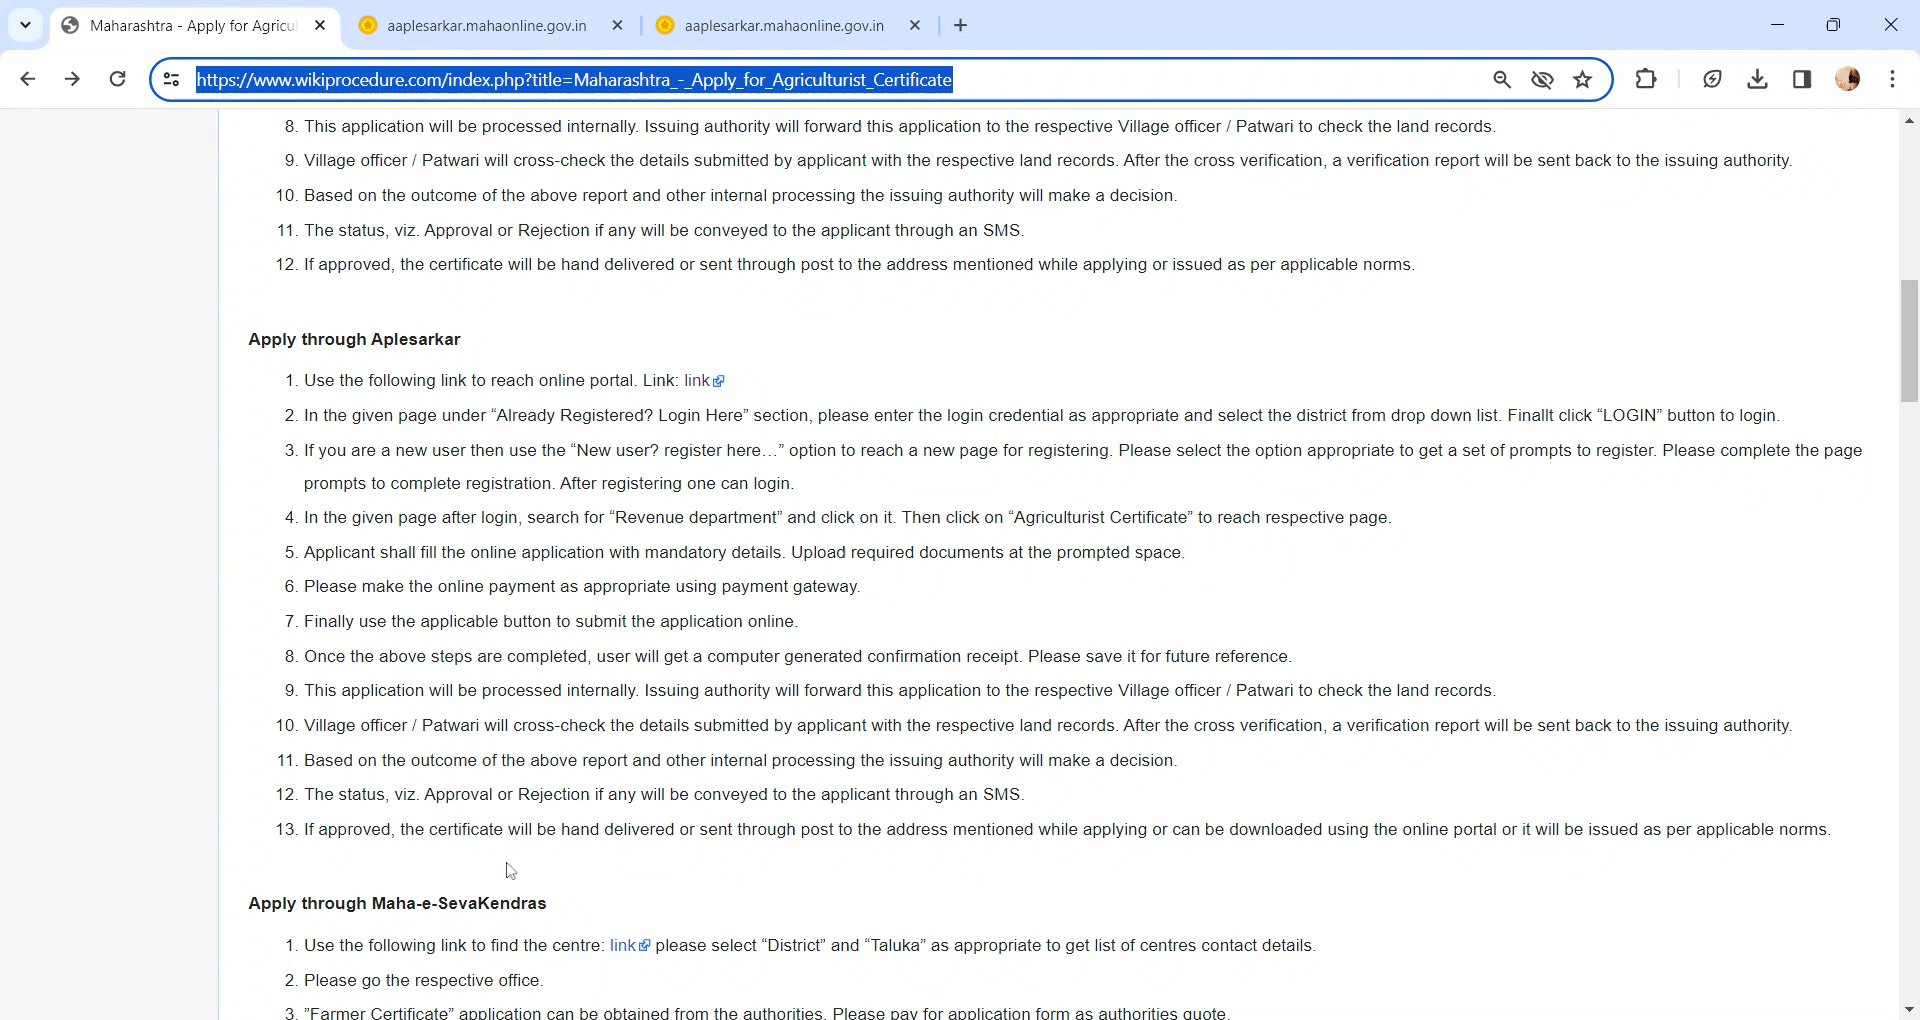 Maharashtra - Apply for Agricu
aaplesarkar.mahaonline.gov.in
aaplesarkar.mahaonline.gov.in
https://www.wikiprocedure.com/index.php?title=Maharashtra_-_Apply_for_Agriculturist_Certificate
8. This application will be processed internally. Issuing authority will forward this application to the respective Village officer / Patwari to check the land records.
9. Village officer / Patwari will cross-check the details submitted by applicant with the respective land records. After the cross verification, a verification report will be sent back to the issuing authority.
10. Based on the outcome of the above report and other internal processing the issuing authority will make a decision.
11. The status, viz. Approval or Rejection if any will be conveyed to the applicant through an SMS.
12. If approved, the certificate will be hand delivered or sent through post to the address mentioned while applying or issued as per applicable norms.
Apply through Aplesarkar
1. Use the following link to reach online portal. Link: link
2. In the given page under “Already Registered? Login Here” section, please enter the login credential as appropriate and select the district from drop down list. Finallt click “LOGIN” button to login.
3. If you are a new user then use the “New user? register here…” option to reach a new page for registering. Please select the option appropriate to get a set of prompts to register. Please complete the page
prompts to complete registration. After registering one can login.
4. In the given page after login, search for “Revenue department” and click on it. Then click on “Agriculturist Certificate” to reach respective page.
5. Applicant shall fill the online application with mandatory details. Upload required documents at the prompted space.
6. Please make the online payment as appropriate using payment gateway.
7. Finally use the applicable button to submit the application online.
8. Once the above steps are completed, user will get a computer generated confirmation receipt. Please save it for future reference.
9. This application will be processed internally. Issuing authority will forward this application to the respective Village officer / Patwari to check the land records.
10. Village officer / Patwari will cross-check the details submitted by applicant with the respective land records. After the cross verification, a verification report will be sent back to the issuing authority.
11. Based on the outcome of the above report and other internal processing the issuing authority will make a decision.
12. The status, viz. Approval or Rejection if any will be conveyed to the applicant through an SMS.
13. If approved, the certificate will be hand delivered or sent through post to the address mentioned while applying or can be downloaded using the online portal or it will be issued as per applicable norms.
Apply through Maha-e-SevaKendras
1. Use the following link to find the centre: link please select “District” and “Taluka” as appropriate to get list of centres contact details.
2. Please go the respective office.
3. ”Farmer Certificate” application can be obtained from the authorities. Please pay for application form as authorities quote.